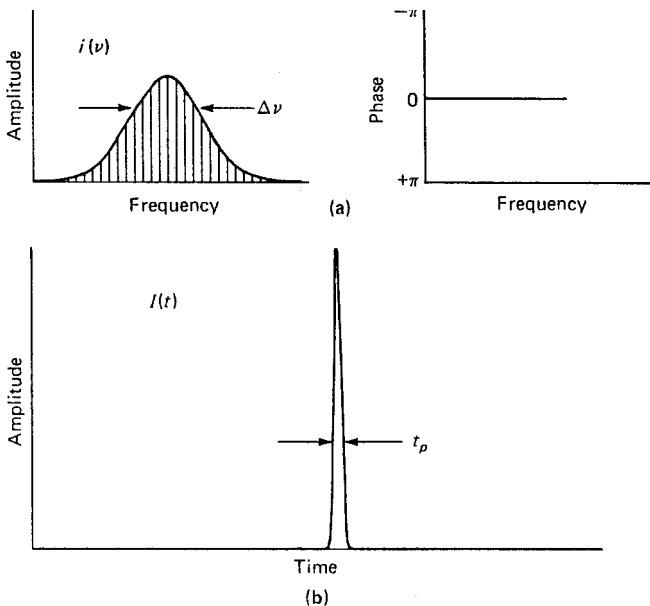 i(ν)
Amplitude
Δν
Frequency
−π
0
+π
Phase
Frequency
(a)
I(t)
Amplitude
t_p
Time
(b)